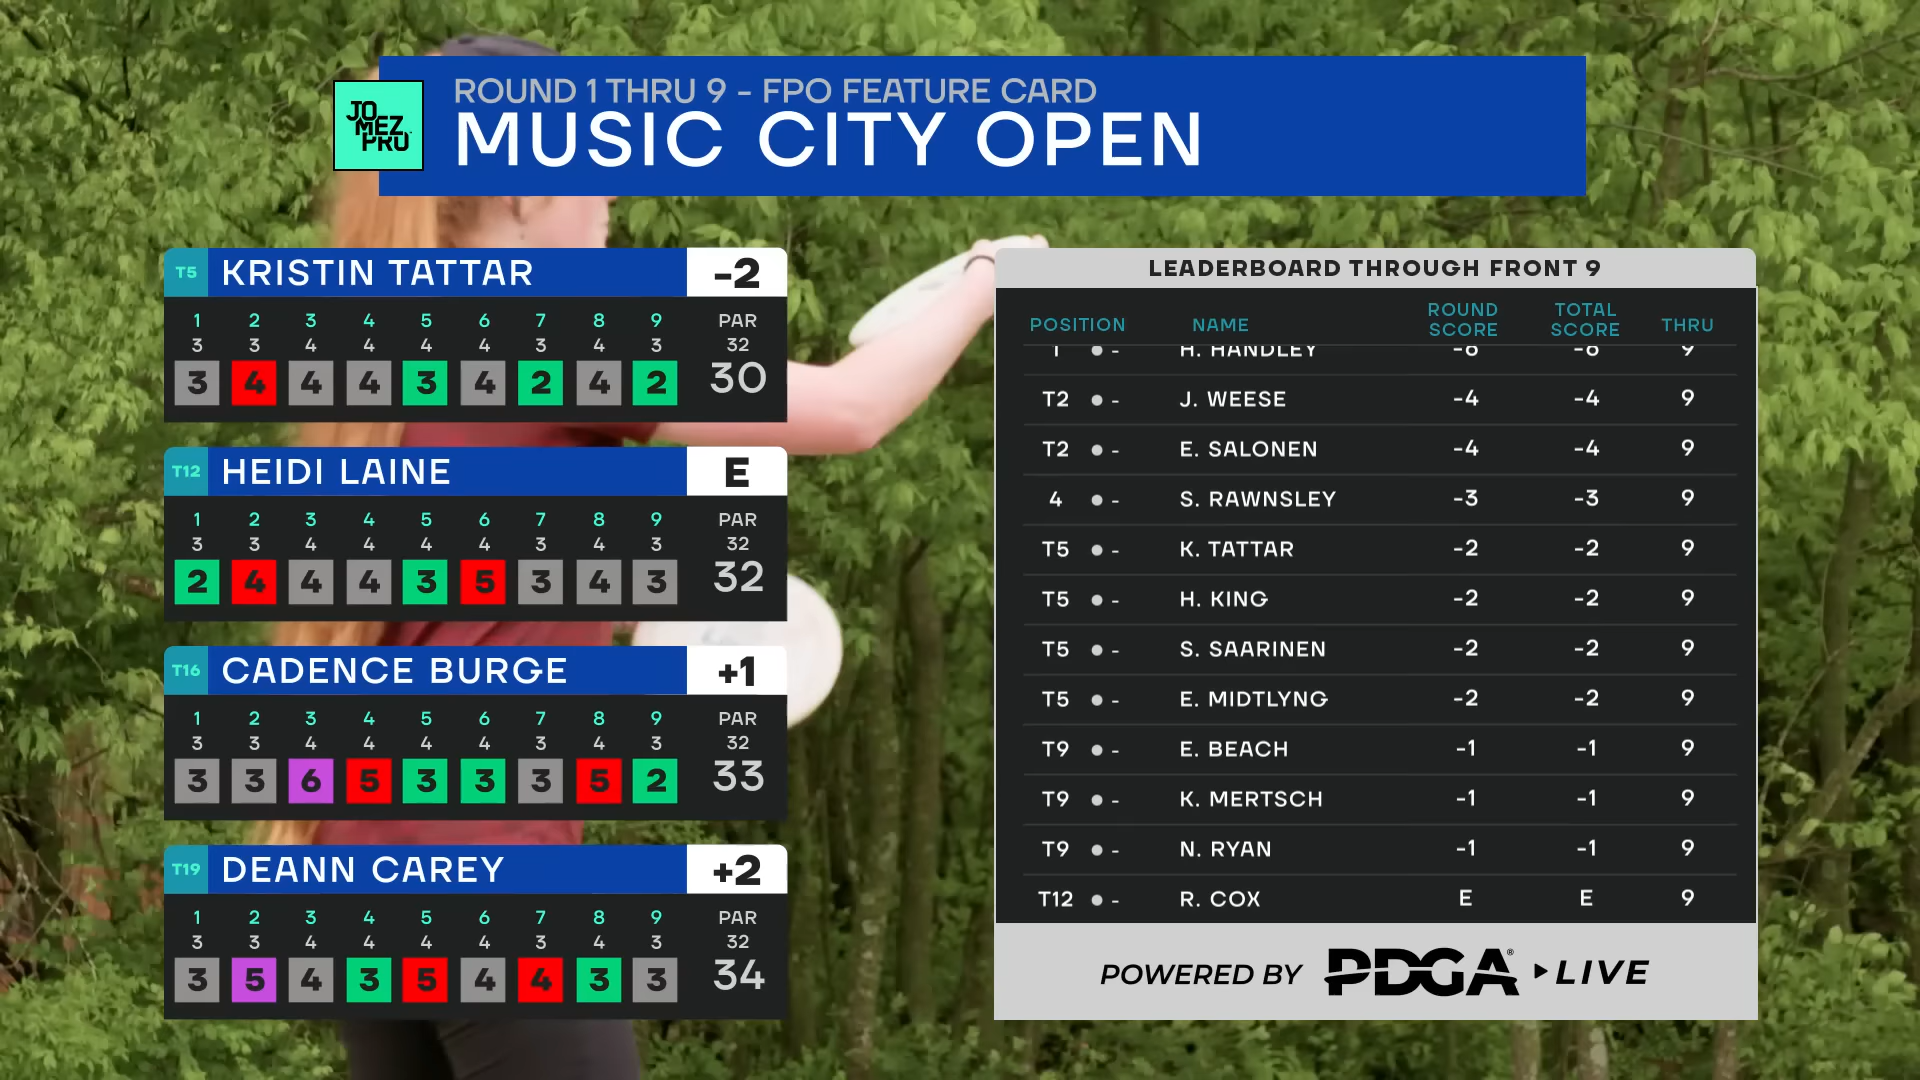 JOMEZPRO
ROUND 1 THRU 9 - FPO FEATURE CARD
MUSIC CITY OPEN
T5 KRISTIN TATTAR -2
1 2 3 4 5 6 7 8 9 PAR
3 3 4 4 4 4 3 4 3 32
3 4 4 4 3 4 2 4 2 30
T12 HEIDI LAINE E
1 2 3 4 5 6 7 8 9 PAR
3 3 4 4 4 4 3 4 3 32
2 4 4 4 3 5 3 4 3 32
T16 CADENCE BURGE +1
1 2 3 4 5 6 7 8 9 PAR
3 3 4 4 4 4 3 4 3 32
3 3 6 5 3 3 3 5 2 33
T19 DEANN CAREY +2
1 2 3 4 5 6 7 8 9 PAR
3 3 4 4 4 4 3 4 3 32
3 5 4 3 5 4 4 3 3 34
LEADERBOARD THROUGH FRONT 9
POSITION NAME ROUND SCORE TOTAL SCORE THRU
1 - H. HANDLEY 9
T2 - J. WEESE -4 -4 9
T2 - E. SALONEN -4 -4 9
4 - S. RAWNSLEY -3 -3 9
T5 - K. TATTAR -2 -2 9
T5 - H. KING -2 -2 9
T5 - S. SAARINEN -2 -2 9
T5 - E. MIDTLYNG -2 -2 9
T9 - E. BEACH -1 -1 9
T9 - K. MERTSCH -1 -1 9
T9 - N. RYAN -1 -1 9
T12 - R. COX E E 9
POWERED BY PDGA® LIVE